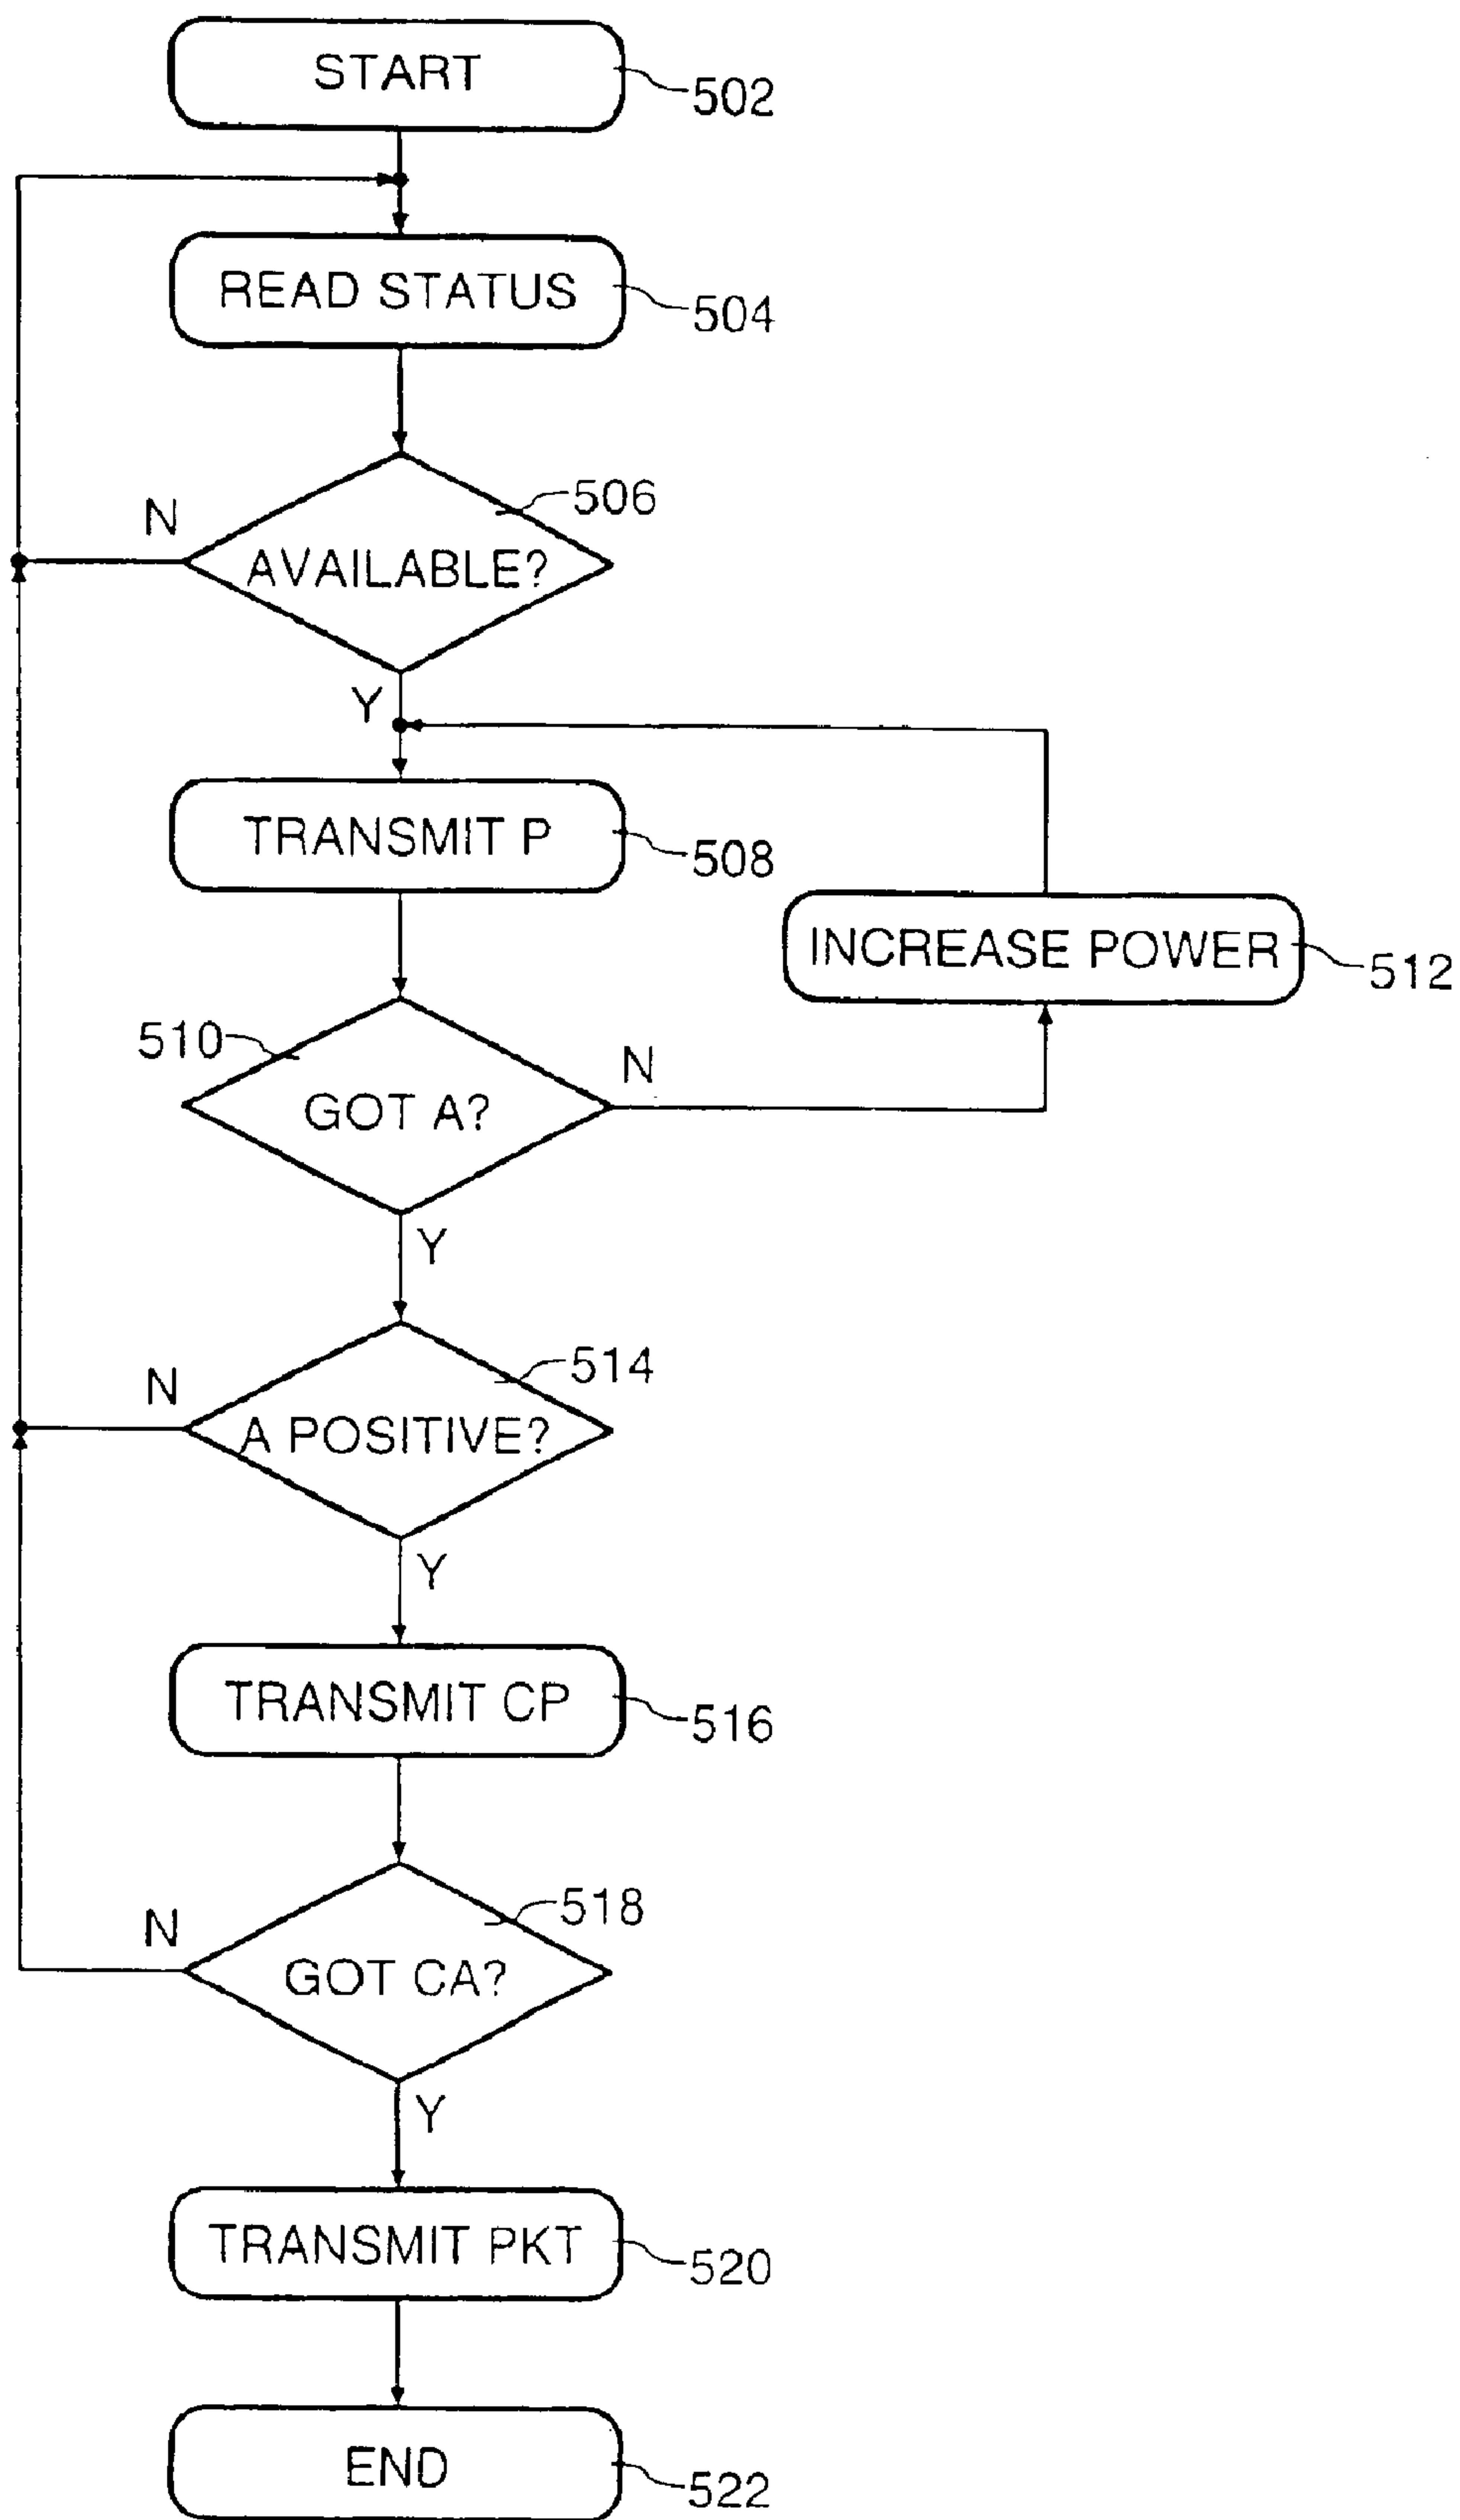 START
502
READ STATUS
504
506
N
AVAILABLE?
Y
TRANSMIT P
508
INCREASE POWER
512
510
N
GOT A?
Y
514
N
A POSITIVE?
Y
TRANSMIT CP
516
518
N
GOT CA?
Y
TRANSMIT PKT
520
END
522